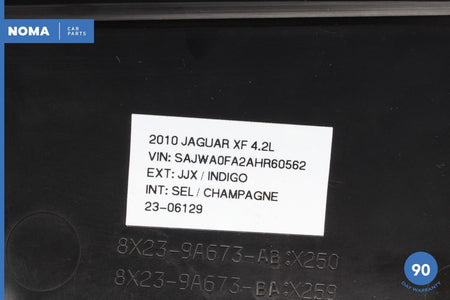 NOMA
CAR
PARTS
2010 JAGUAR XF 4.2L
VIN: SAJWA0FA2AHR60562
EXT: JJX / INDIGO
INT: SEL / CHAMPAGNE
23-06129
8X23-9A673-AB:X250
8X23-9A673-BA:X259
90
DAY WARRANTY